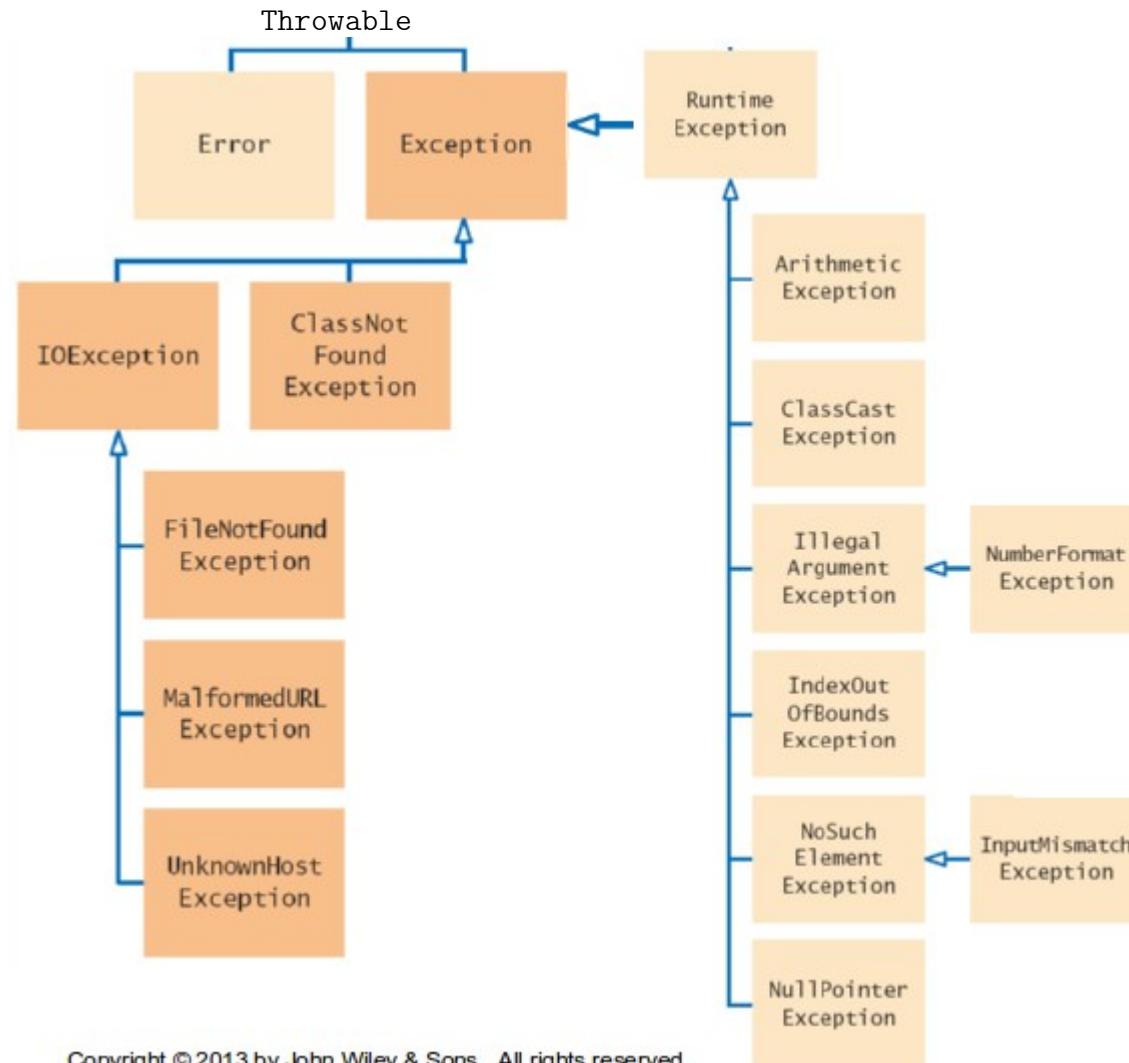 Throwable
Error
Exception
Runtime
Exception
IOException
ClassNot
Found
Exception
FileNotFound
Exception
MalformedURL
Exception
UnknownHost
Exception
Arithmetic
Exception
ClassCast
Exception
Illegal
Argument
Exception
NumberFormat
Exception
IndexOut
OfBounds
Exception
NoSuch
Element
Exception
InputMismatch
Exception
NullPointer
Exception
Copyright © 2013 by John Wiley & Sons. All rights reserved